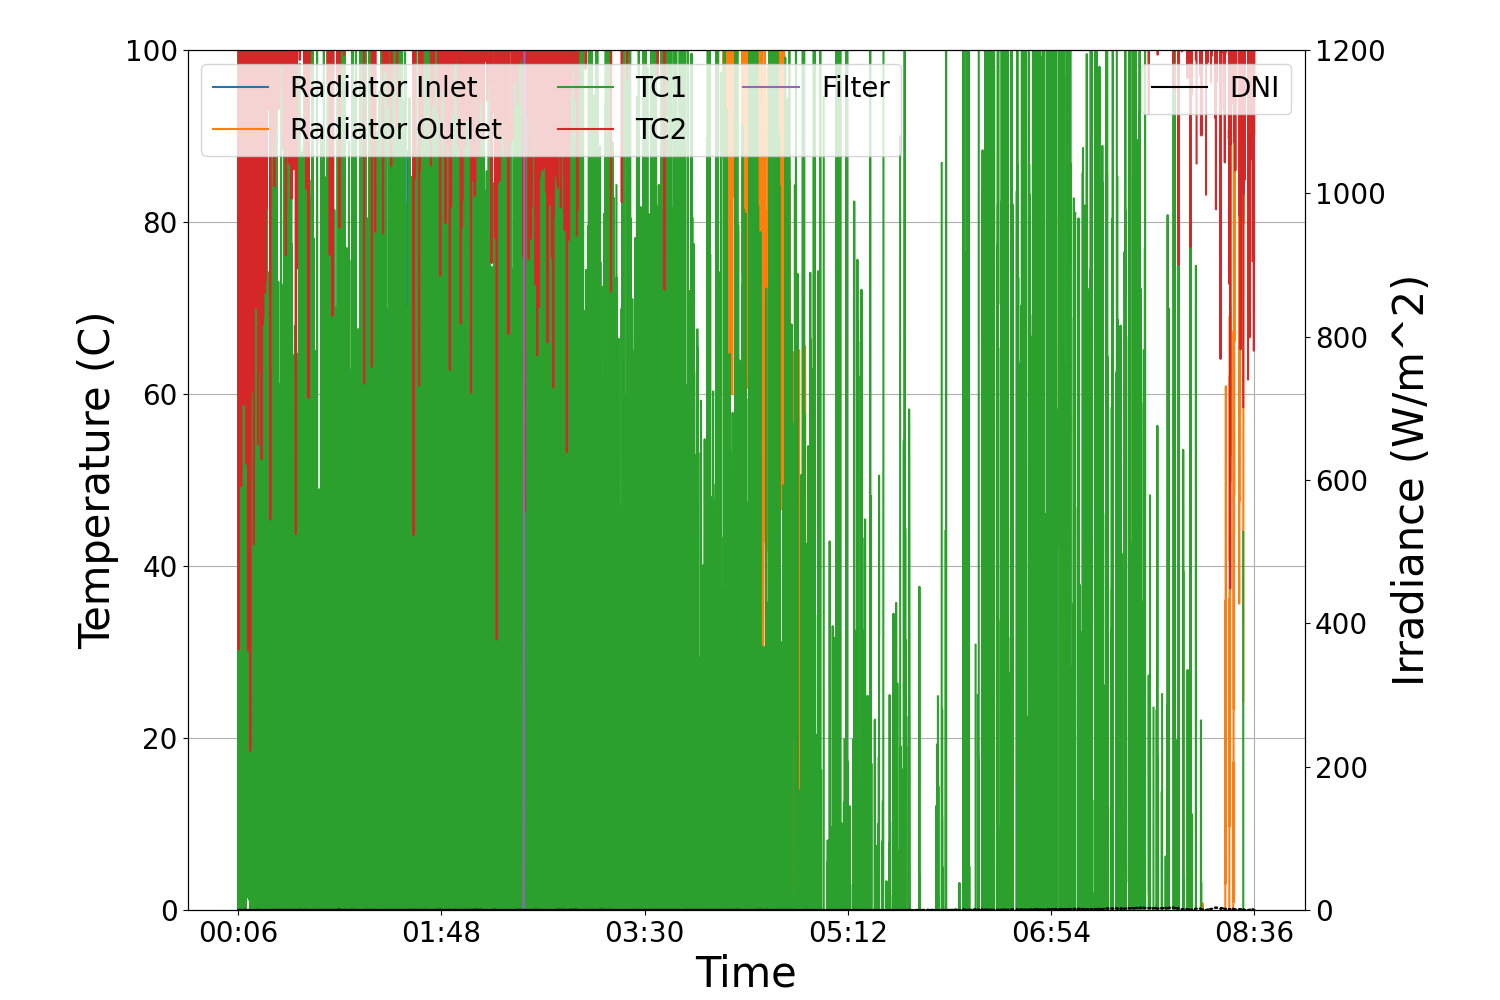 100
80
60
40
20
0
Temperature (C)
Radiator Inlet
Radiator Outlet
TC1
TC2
Filter
DNI
1200
1000
800
600
400
200
0
Irradiance (W/m^2)
00:06 01:48 03:30 05:12 06:54 08:36
Time